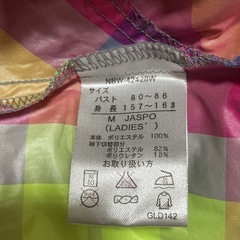 NBW-42428W
サイズ
バスト 80~86
身長 157~163
M JASPO
(LADIES')
本体 ポリエステル 100%
袖下切替部分
ポリエステル 82%
ポリウレタン 18%
お取り扱い方
GLD142